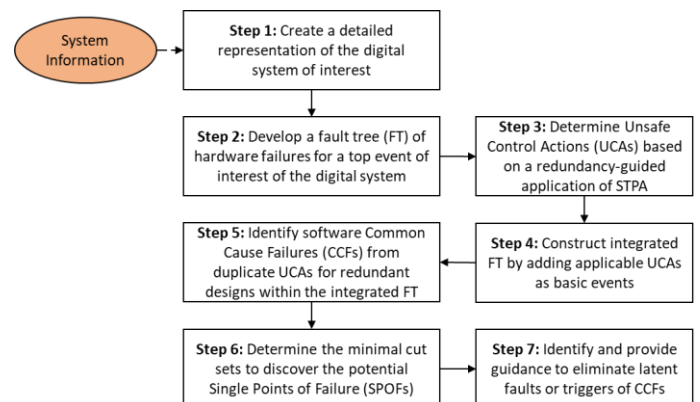 System
Information
Step 1: Create a detailed
representation of the digital
system of interest
Step 2: Develop a fault tree (FT) of
hardware failures for a top event of
interest of the digital system
Step 3: Determine Unsafe
Control Actions (UCAs) based
on a redundancy-guided
application of STPA
Step 4: Construct integrated
FT by adding applicable UCAs
as basic events
Step 5: Identify software Common
Cause Failures (CCFs) from
duplicate UCAs for redundant
designs within the integrated FT
Step 6: Determine the minimal cut
sets to discover the potential
Single Points of Failure (SPOFs)
Step 7: Identify and provide
guidance to eliminate latent
faults or triggers of CCFs